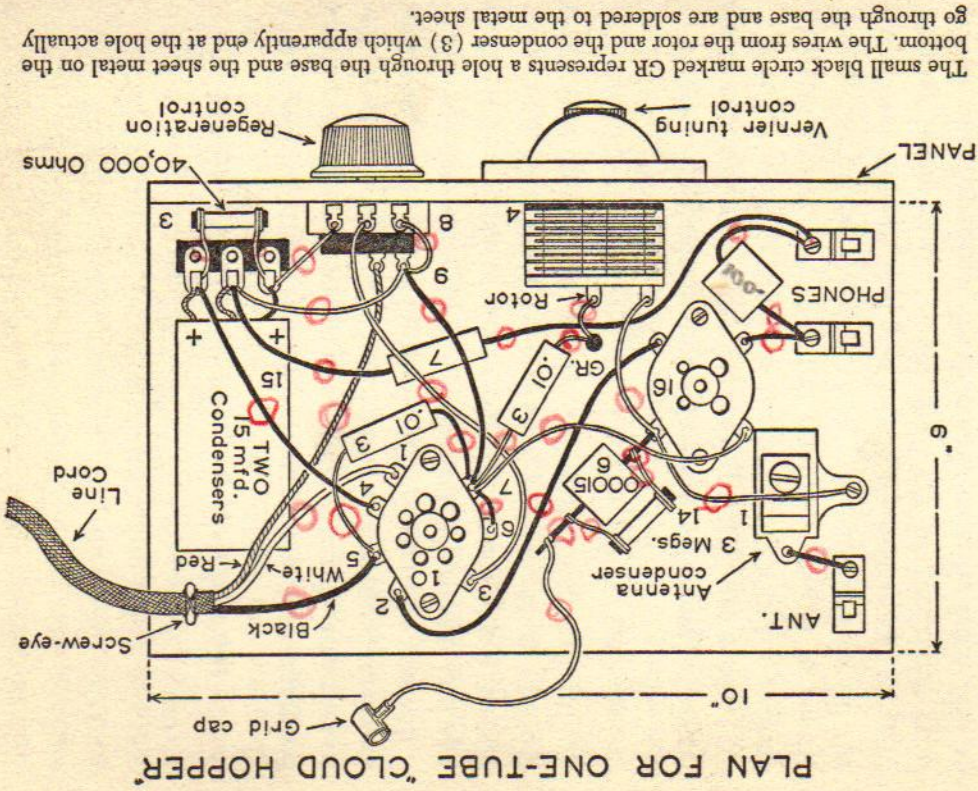 PLAN FOR ONE-TUBE "CLOUD HOPPER"
Grid cap
10"
Screw-eye
ANT.
Black
2
Antenna
condenser
3
10
5
White
Red
Line
Cord
3 Megs.
1
14
6
4
.00015
6
7
1
TWO
15 mfd.
Condensers
.01
3
16
.01
3
15
6"
GR.
7
+
+
PHONES
Rotor
9
4
8
3
PANEL
40,000 Ohms
Vernier tuning
control
Regeneration
control
The small black circle marked GR represents a hole through the base and the sheet metal on the
bottom. The wires from the rotor and the condenser (3) which apparently end at the hole actually
go through the base and are soldered to the metal sheet.